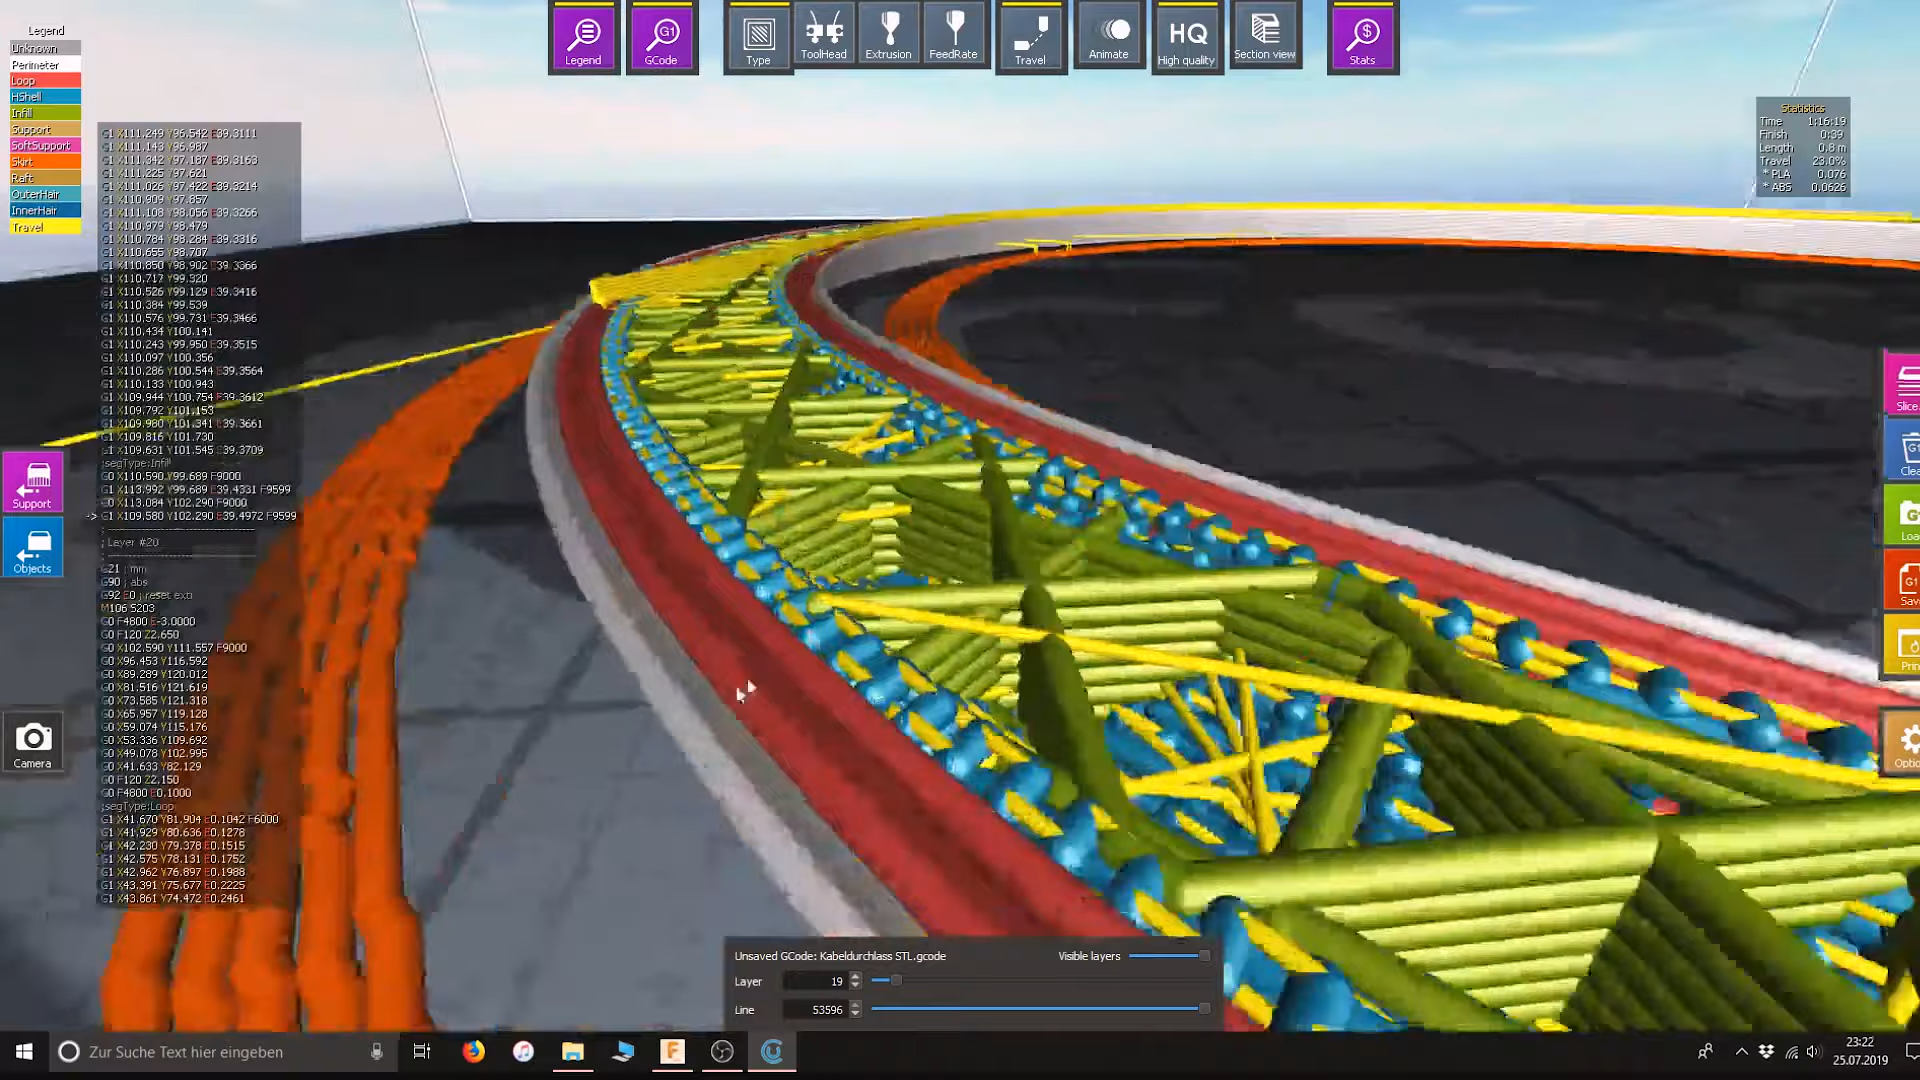 Legend
Unknown
Perimeter
Loop
HShell
Infill
Support
SoftSupport
Skirt
Raft
OuterHair
InnerHair
Travel
Legend
G1
GCode
Type
ToolHead
Extrusion
FeedRate
Travel
Animate
HQ
High quality
Section view
Stats
Statistics
Time 1:16:19
Finish 0:39
Length 0,8 m
Travel 23.0%
* PLA 0,076
* ABS 0,0626
G1 X111.249 Y96.542 E39.3111
G1 X111.143 Y96.987
G1 X111.342 Y97.187 E39.3163
G1 X111.225 Y97.621
G1 X111.026 Y97.422 E39.3214
G1 X110.909 Y97.857
G1 X111.108 Y98.056 E39.3266
G1 X110.979 Y98.479
G1 X110.784 Y98.284 E39.3316
G1 X110.655 Y98.707
G1 X110.850 Y98.902 E39.3366
G1 X110.717 Y99.320
G1 X110.526 Y99.129 E39.3416
G1 X110.384 Y99.539
G1 X110.576 Y99.731 E39.3466
G1 X110.434 Y100.141
G1 X110.243 Y99.950 E39.3515
G1 X110.097 Y100.356
G1 X110.286 Y100.544 E39.3564
G1 X110.133 Y100.943
G1 X109.944 Y100.754 E39.3612
G1 X109.792 Y101.153
G1 X109.980 Y101.341 E39.3661
G1 X109.816 Y101.730
G1 X109.631 Y101.545 E39.3709
;segType:Infill
G0 X110.590 Y99.689 F9000
G1 X113.992 Y99.689 E39.4331 F9599
G0 X113.084 Y102.290 F9000
-> G1 X109.580 Y102.290 E39.4972 F9599
; ------------------------------
; Layer #20
; ------------------------------
G21 ; mm
G90 ; abs
G92 E0 ; reset extr
M106 S203
G0 F4800 E-3.0000
G0 F120 Z2.650
G0 X102.590 Y111.557 F9000
G0 X96.453 Y116.592
G0 X89.289 Y120.012
G0 X81.516 Y121.619
G0 X73.585 Y121.318
G0 X65.957 Y119.128
G0 X59.074 Y115.176
G0 X53.336 Y109.692
G0 X49.078 Y102.995
G0 X41.633 Y82.129
G0 F120 Z2.150
G0 F4800 E0.1000
;segType:Loop
G1 X41.670 Y81.904 E0.1042 F6000
G1 X41.929 Y80.636 E0.1278
G1 X42.230 Y79.378 E0.1515
G1 X42.575 Y78.131 E0.1752
G1 X42.962 Y76.897 E0.1988
G1 X43.391 Y75.677 E0.2225
G1 X43.861 Y74.472 E0.2461
Support
Objects
Camera
Slice
G1
Clea
G
Loa
G1
Sav
Prin
Optio
Unsaved GCode: Kabeldurchlass STL.gcode
Visible layers
Layer 19
Line 53596
Zur Suche Text hier eingeben
23:22
25.07.2019